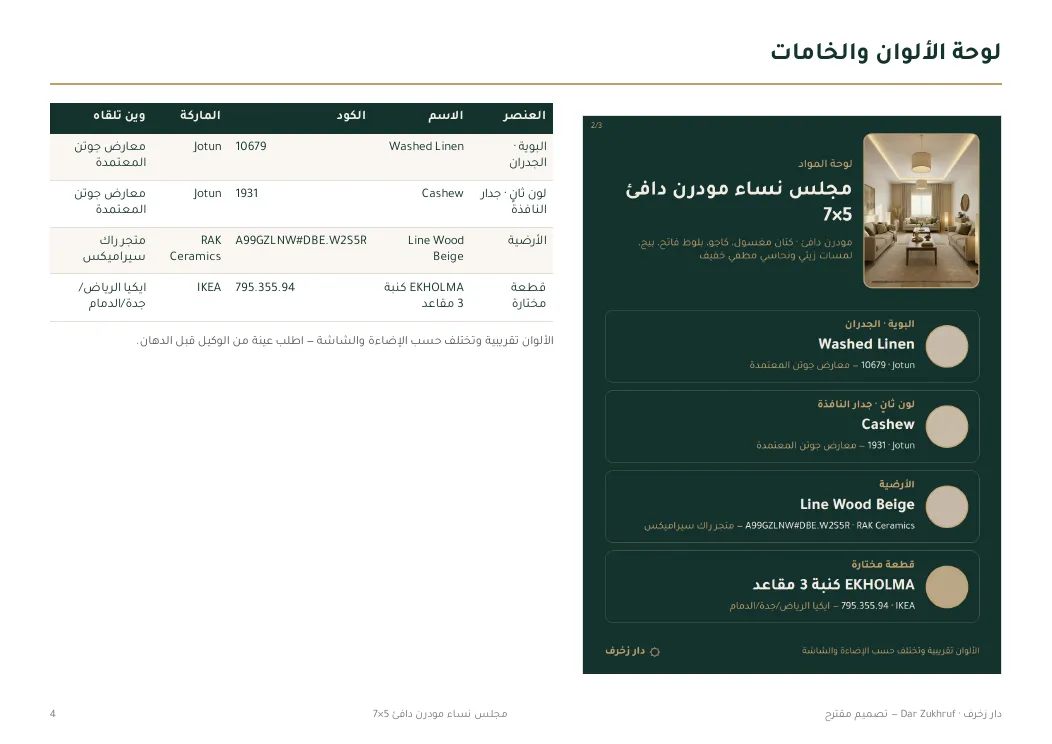 لوحة الألوان والخامات
2/3
لوحة المواد
مجلس نساء مودرن دافئ
7×5
مودرن دافئ · كتان مغسول، كاجو، بلوط فاتح، بيج،
لمسات زيتي ونحاسي مطفي خفيف
البوية · الجدران
Washed Linen
10679 · Jotun — معارض جوتن المعتمدة
لون ثانٍ · جدار النافذة
Cashew
1931 · Jotun — معارض جوتن المعتمدة
الأرضية
Line Wood Beige
A99GZLNW#DBE.W2S5R · RAK Ceramics — متجر راك سيراميكس
قطعة مختارة
EKHOLMA كنبة 3 مقاعد
795.355.94 · IKEA — ايكيا الرياض/جدة/الدمام
الألوان تقريبية وتختلف حسب الإضاءة والشاشة
دار زخرف
العنصر الاسم الكود الماركة وين تلقاه
البوية · الجدران Washed Linen 10679 Jotun معارض جوتن المعتمدة
لون ثانٍ · جدار النافذة Cashew 1931 Jotun معارض جوتن المعتمدة
الأرضية Line Wood Beige A99GZLNW#DBE.W2S5R RAK Ceramics متجر راك سيراميكس
قطعة مختارة EKHOLMA كنبة 3 مقاعد 795.355.94 IKEA ايكيا الرياض/جدة/الدمام
الألوان تقريبية وتختلف حسب الإضاءة والشاشة — اطلب عينة من الوكيل قبل الدهان.
دار زخرف · Dar Zukhruf — تصميم مقترح
مجلس نساء مودرن دافئ 5×7
4